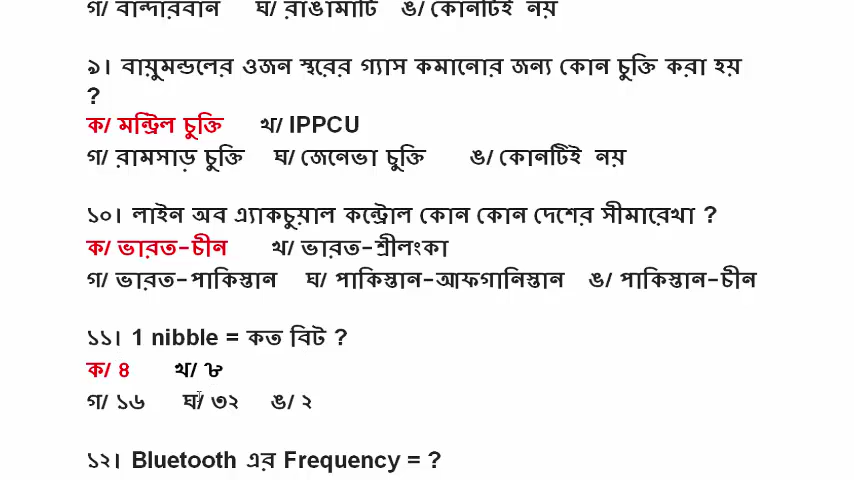 গ/ বান্দারবান ঘ/ রাঙামাটি ঙ/ কোনটিই নয়
৯। বায়ুমন্ডলের ওজন স্থরের গ্যাস কমানোর জন্য কোন চুক্তি করা হয়
?
ক/ মন্ট্রিল চুক্তি খ/ IPPCU
গ/ রামসাড় চুক্তি ঘ/ জেনেভা চুক্তি ঙ/ কোনটিই নয়
১০। লাইন অব এ্যাকচুয়াল কন্ট্রোল কোন কোন দেশের সীমারেখা ?
ক/ ভারত-চীন খ/ ভারত-শ্রীলংকা
গ/ ভারত-পাকিস্তান ঘ/ পাকিস্তান-আফগানিস্তান ঙ/ পাকিস্তান-চীন
১১। 1 nibble = কত বিট ?
ক/ ৪ খ/ ৮
গ/ ১৬ ঘ/ ৩২ ঙ/ ২
১২। Bluetooth এর Frequency = ?